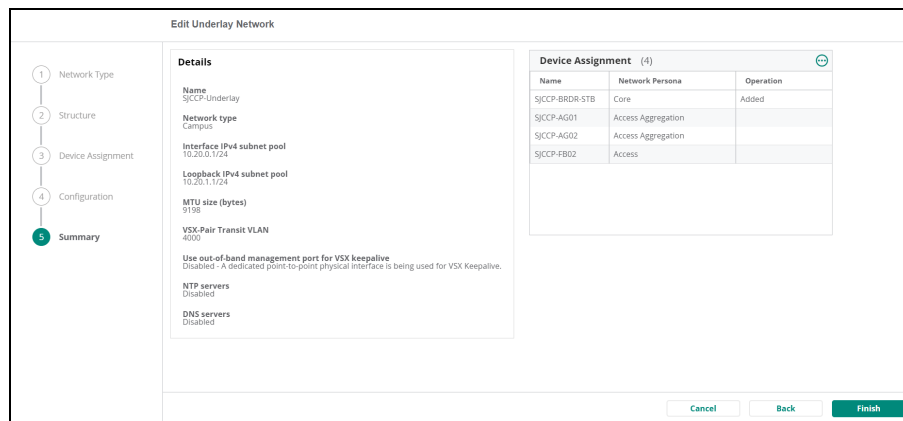 Edit Underlay Network
1 Network Type
2 Structure
3 Device Assignment
4 Configuration
5 Summary
Details
Name
SJCCP-Underlay
Network type
Campus
Interface IPv4 subnet pool
10.20.0.1/24
Loopback IPv4 subnet pool
10.20.1.1/24
MTU size (bytes)
9198
VSX-Pair Transit VLAN
4000
Use out-of-band management port for VSX keepalive
Disabled - A dedicated point-to-point physical interface is being used for VSX Keepalive.
NTP servers
Disabled
DNS servers
Disabled
Device Assignment (4)
Name Network Persona Operation
SJCCP-BRDR-STB Core Added
SJCCP-AG01 Access Aggregation
SJCCP-AG02 Access Aggregation
SJCCP-FB02 Access
Cancel Back Finish